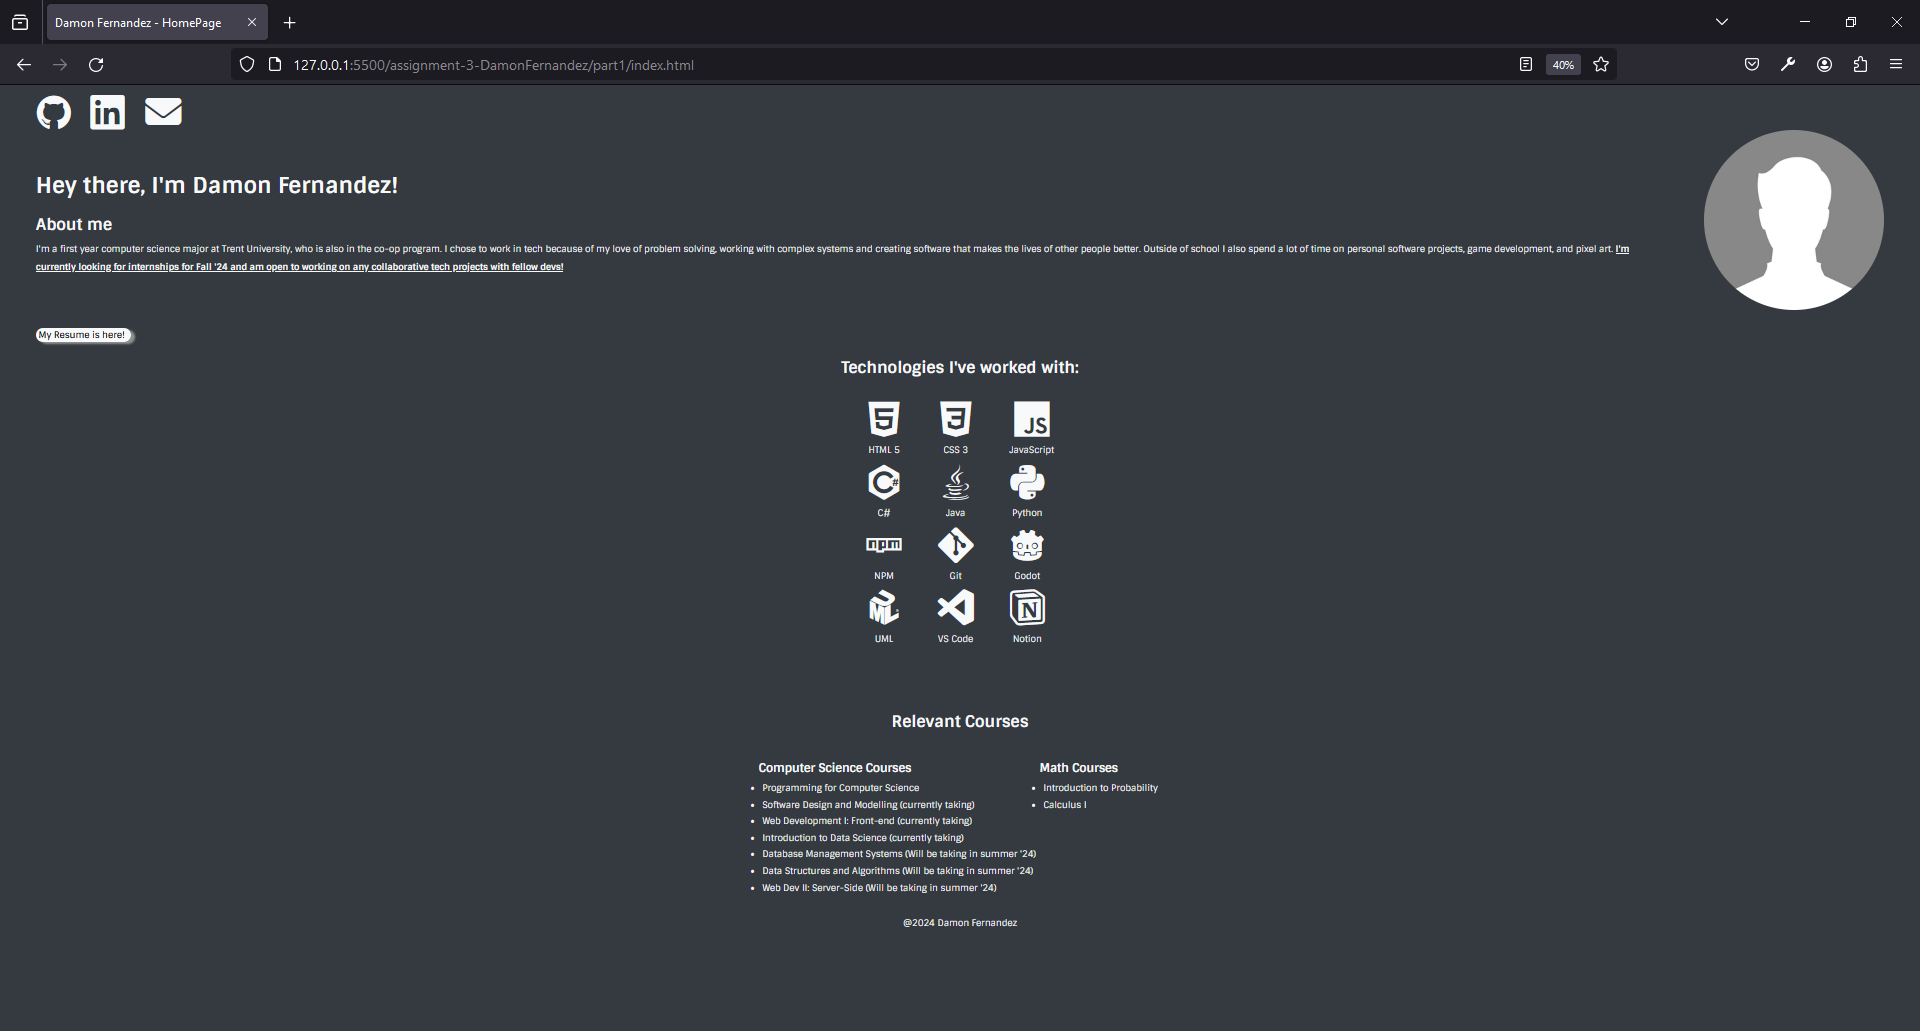 Damon Fernandez - HomePage
127.0.0.1:5500/assignment-3-DamonFernandez/part1/index.html
40%
in
Hey there, I'm Damon Fernandez!
About me
I'm a first year computer science major at Trent University, who is also in the co-op program. I chose to work in tech because of my love of problem solving, working with complex systems and creating software that makes the lives of other people better. Outside of school I also spend a lot of time on personal software projects, game development, and pixel art. I'm
currently looking for internships for Fall '24 and am open to working on any collaborative tech projects with fellow devs!
My Resume is here!
Technologies I've worked with:
5 3 JS
HTML 5 CSS 3 JavaScript
C#
C# Java Python
npm
NPM Git Godot
UML N
UML VS Code Notion
Relevant Courses
Computer Science Courses
• Programming for Computer Science
• Software Design and Modelling (currently taking)
• Web Development I: Front-end (currently taking)
• Introduction to Data Science (currently taking)
• Database Management Systems (Will be taking in summer '24)
• Data Structures and Algorithms (Will be taking in summer '24)
• Web Dev II: Server-Side (Will be taking in summer '24)
Math Courses
• Introduction to Probability
• Calculus I
@2024 Damon Fernandez